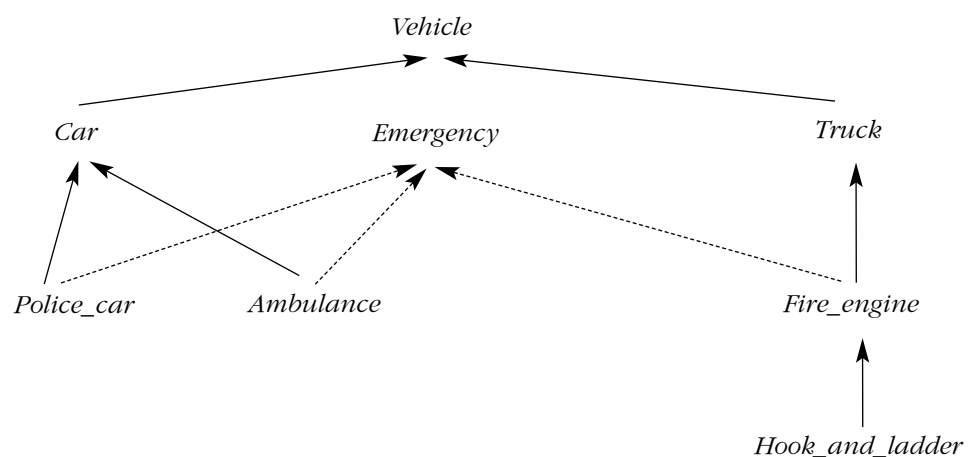 Vehicle
Car Emergency Truck
Police_car Ambulance Fire_engine
Hook_and_ladder